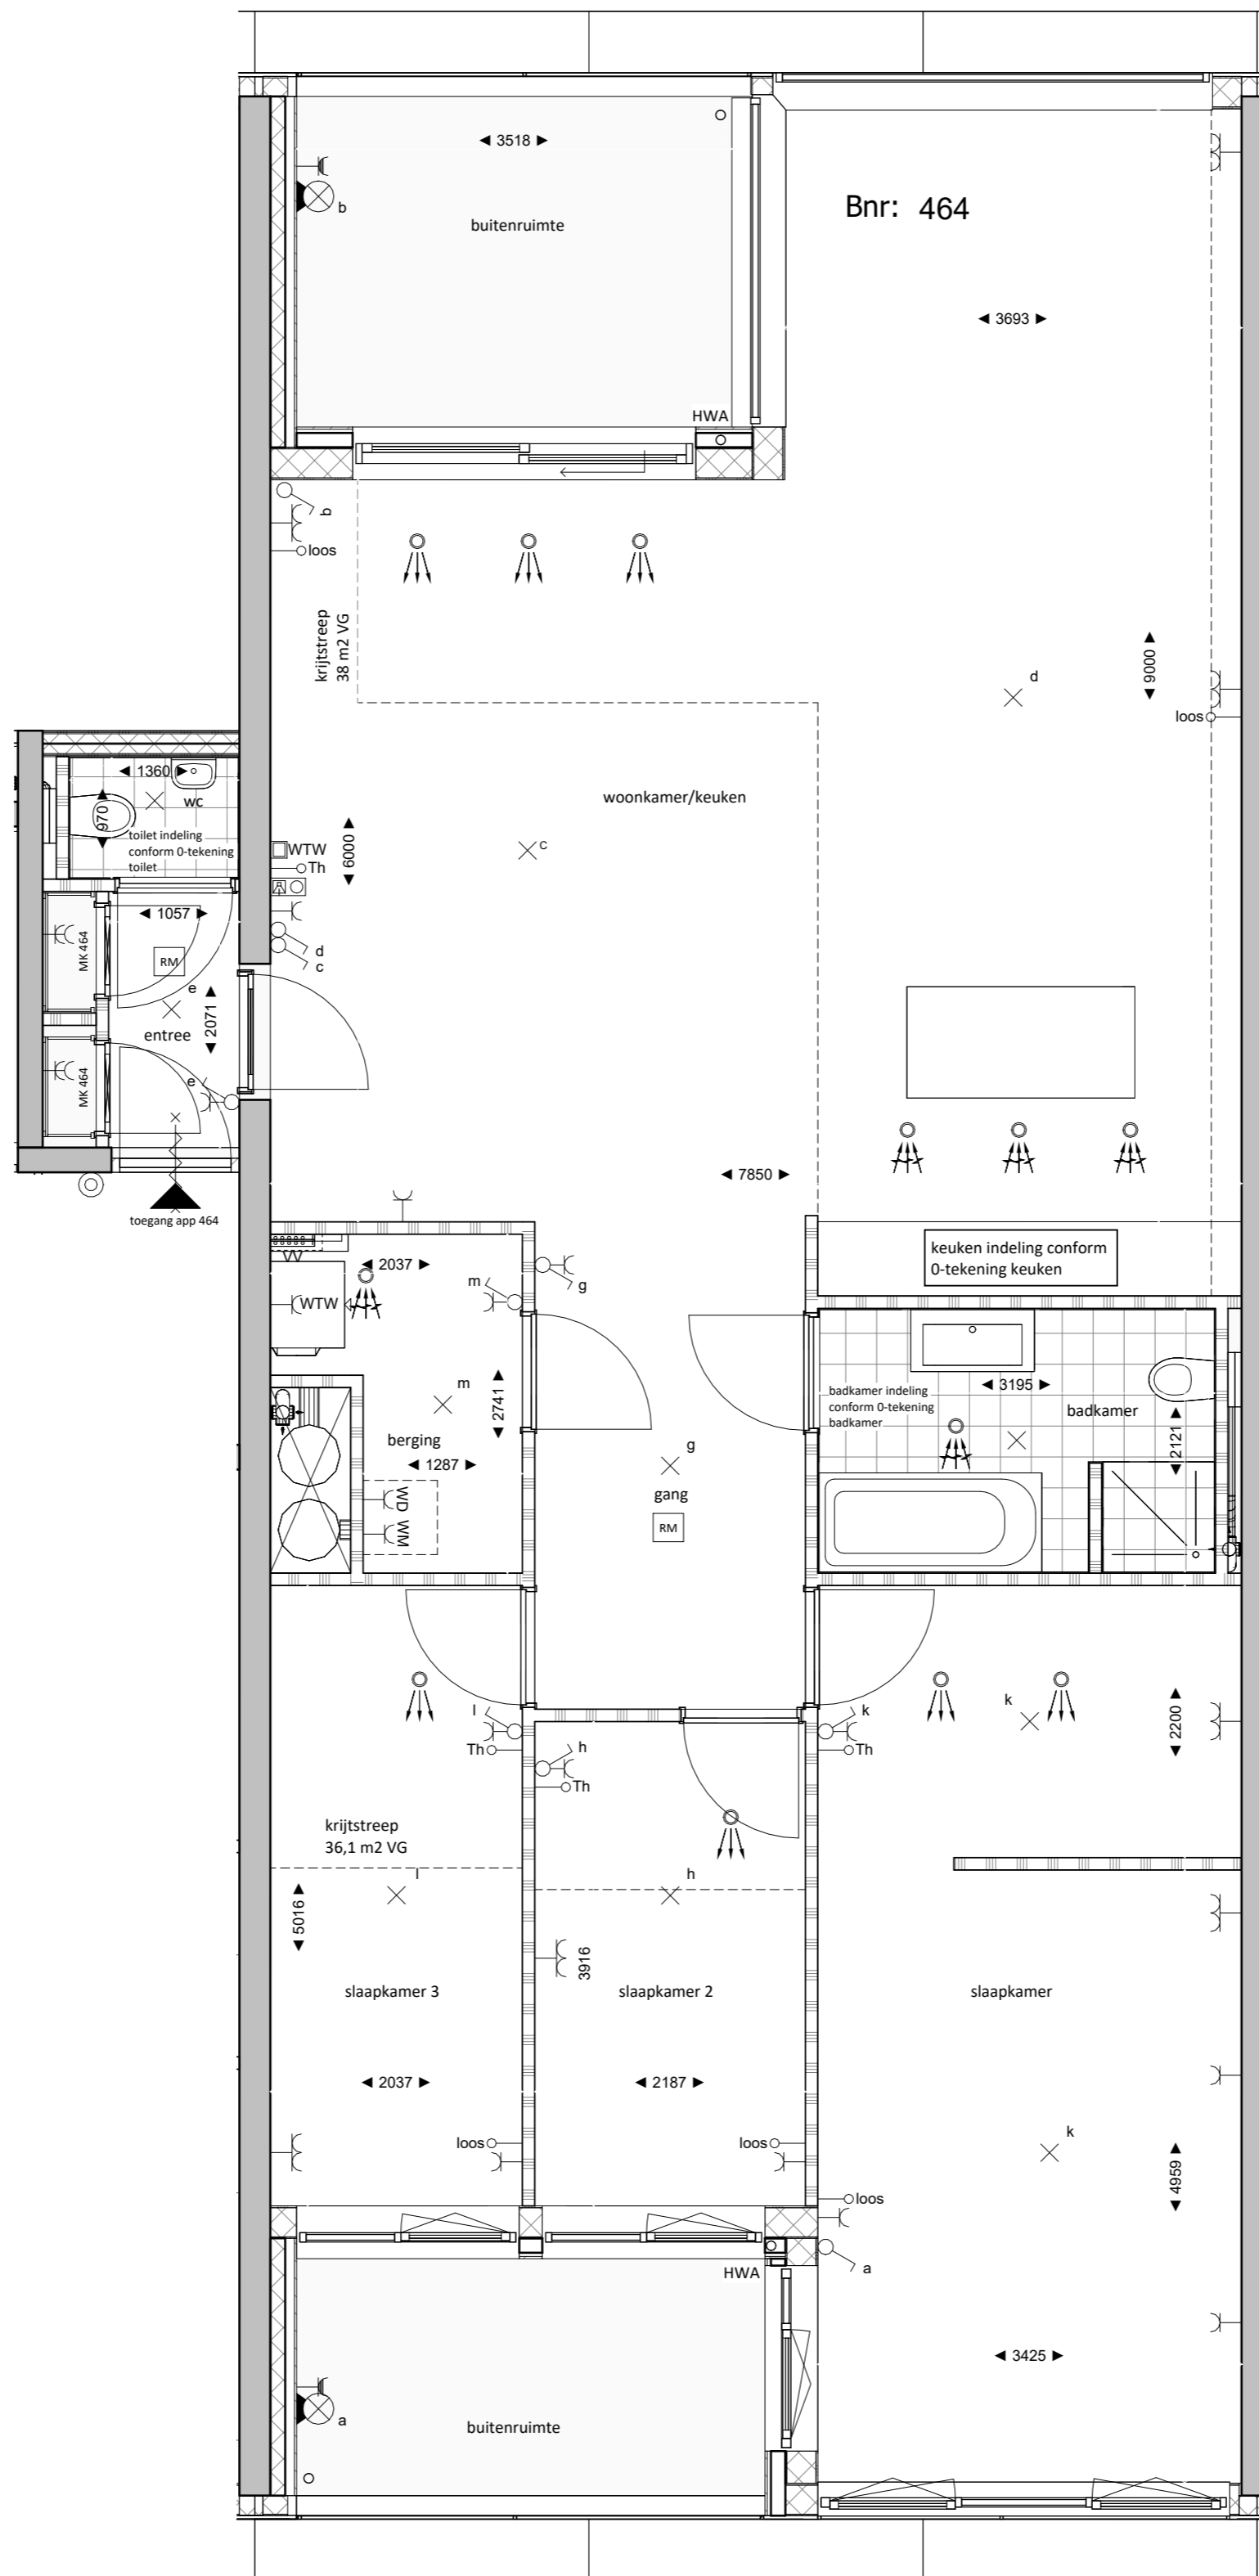 ◄ 3518 ►
b
buitenruimte
Bnr: 464
◄ 3693 ►
HWA
b
loos
krijtstreep
38 m2 VG
◄ 9000 ►
d
loos
◄ 1360 ►
wc
◄ 970 ►
toilet indeling
conform 0-tekening
toilet
woonkamer/keuken
WTW
Th
◄ 6000 ►
c
◄ 1057 ►
MK 464
RM
d
c
e
◄ 2071 ►
entree
MK 464
e
toegang app 464
◄ 7850 ►
keuken indeling conform
0-tekening keuken
◄ 2037 ►
m
g
WTW
◄ 3195 ►
badkamer indeling
conform 0-tekening
badkamer
badkamer
◄ 2121 ►
m
◄ 2741 ►
berging
◄ 1287 ►
g
gang
WD
WM
RM
l
Th
h
Th
k
Th
k
◄ 2200 ►
krijtstreep
36,1 m2 VG
l
h
◄ 5016 ►
3916
slaapkamer 3
slaapkamer 2
slaapkamer
◄ 2037 ►
◄ 2187 ►
loos
loos
k
◄ 4959 ►
loos
a
HWA
◄ 3425 ►
a
buitenruimte